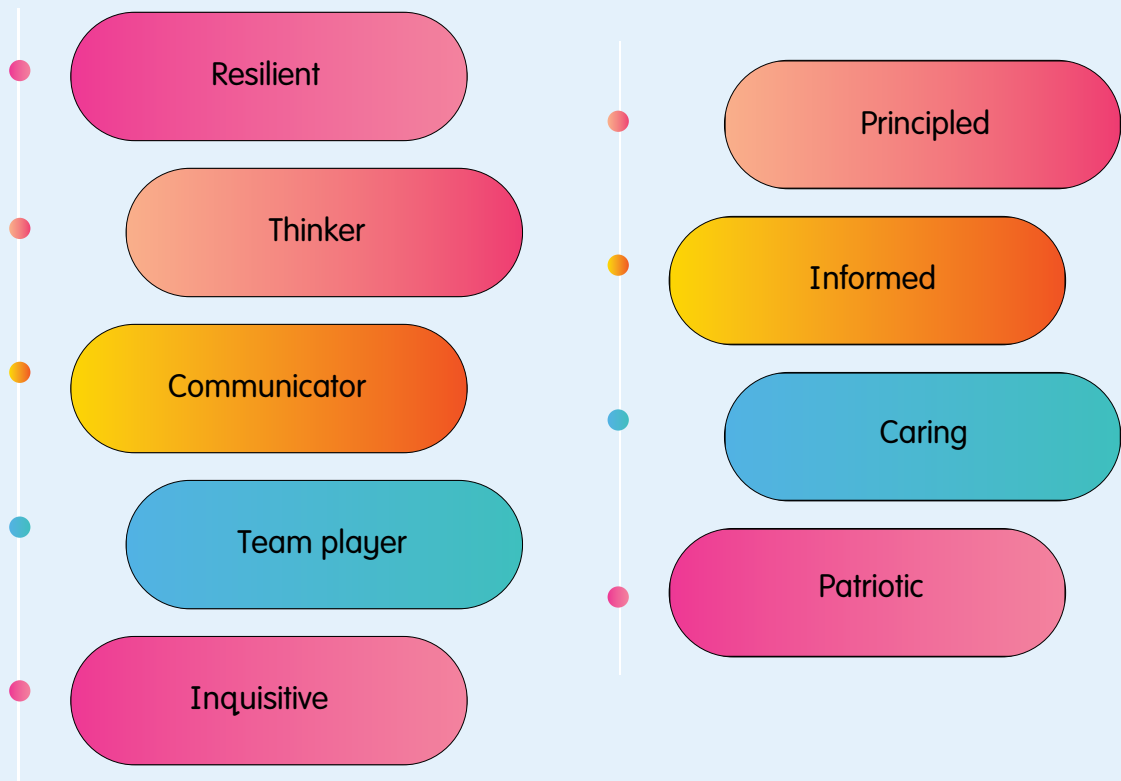 Resilient
Thinker
Communicator
Team player
Inquisitive
Principled
Informed
Caring
Patriotic